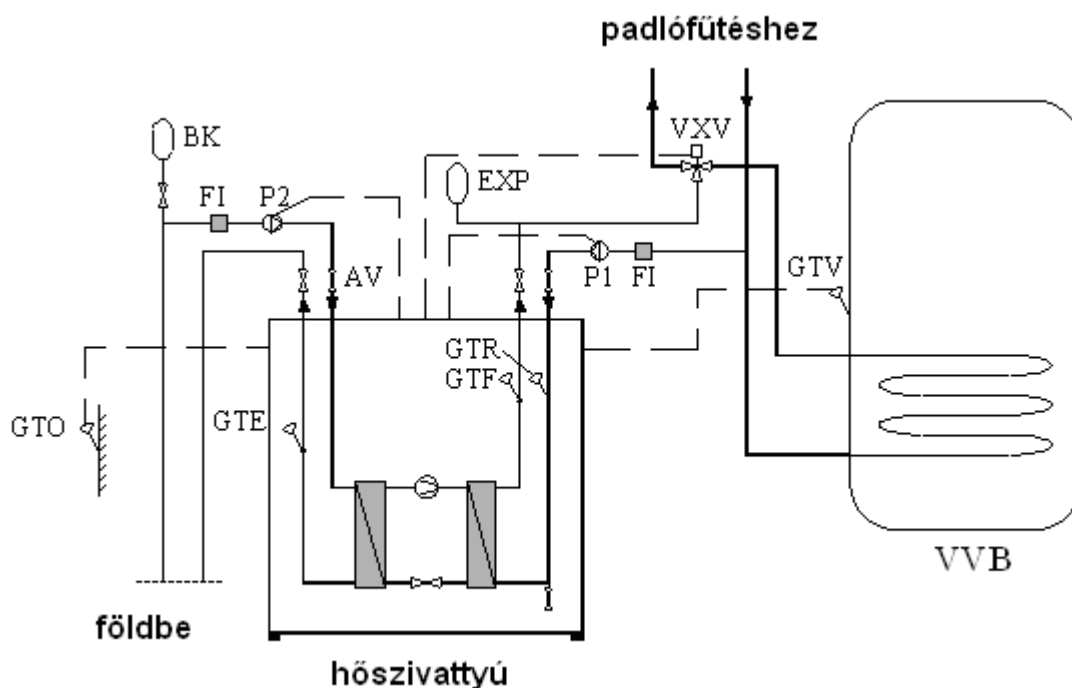 padlófűtéshez
BK
VXV
EXP
FI
P2
P1
FI
AV
GTV
GTR
GTF
GTE
GTO
VVB
földbe
hőszivattyú